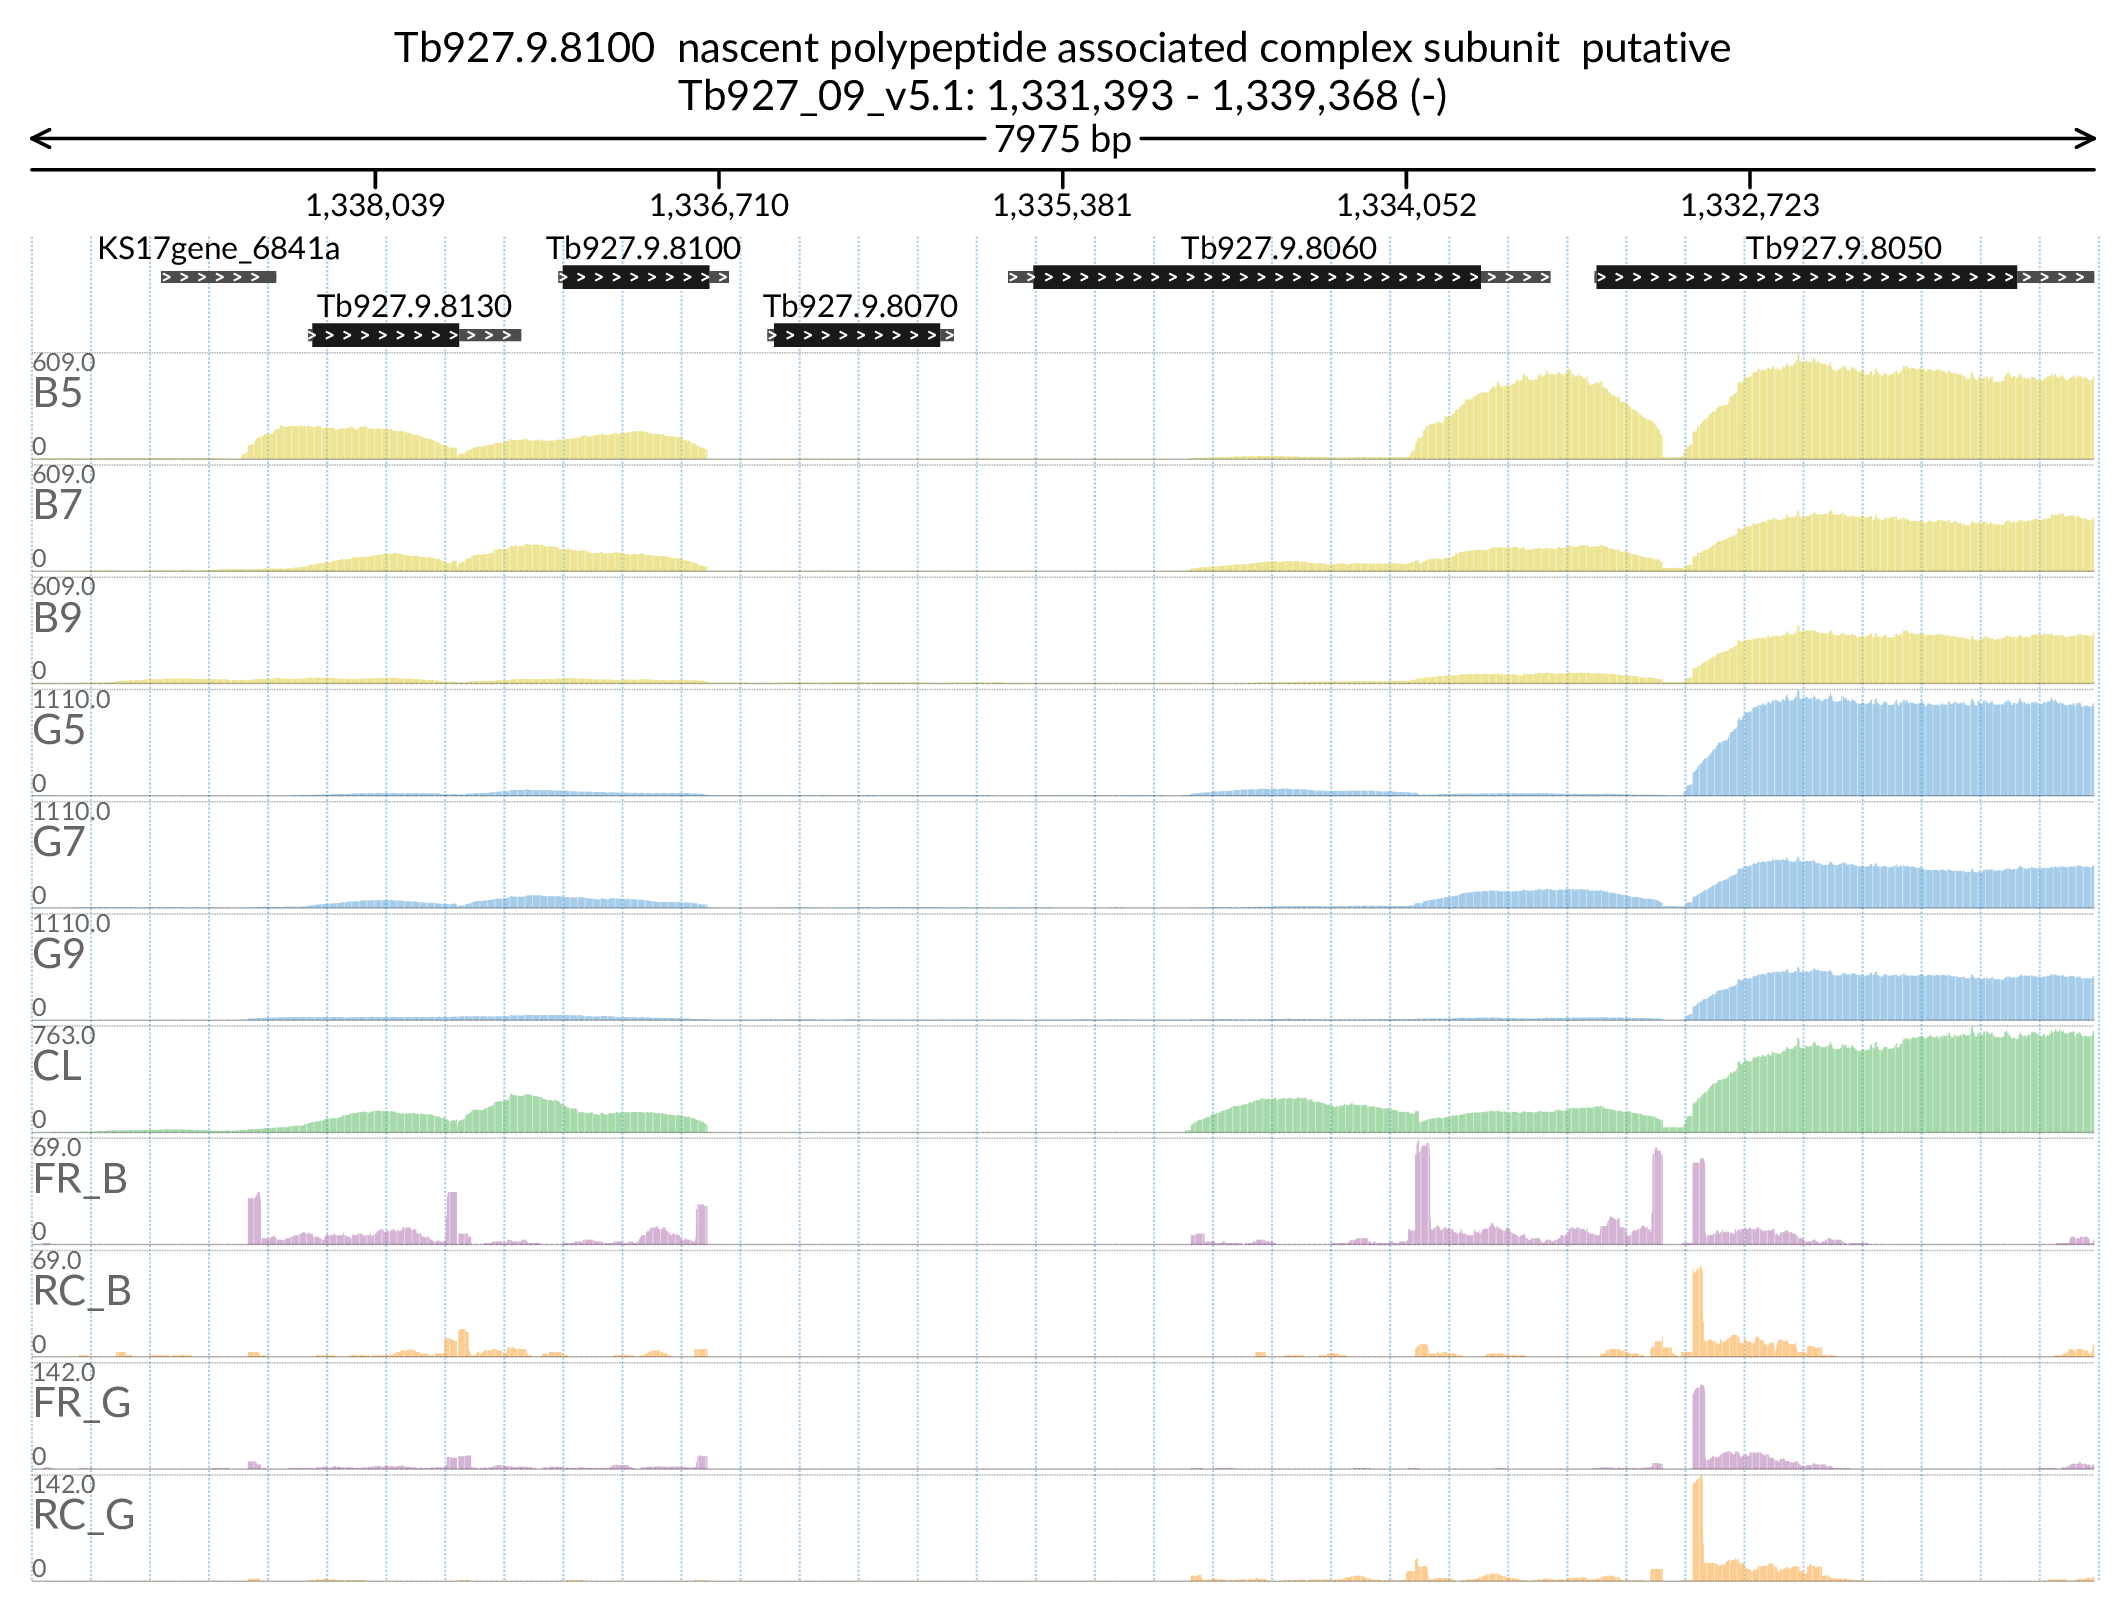 Tb927.9.8100  nascent polypeptide associated complex subunit  putative
Tb927_09_v5.1: 1,331,393 - 1,339,368 (-)
7975 bp
1,338,039 1,336,710 1,335,381 1,334,052 1,332,723
KS17gene_6841a Tb927.9.8100 Tb927.9.8060 Tb927.9.8050
Tb927.9.8130 Tb927.9.8070
609.0
B5
0
609.0
B7
0
609.0
B9
0
1110.0
G5
0
1110.0
G7
0
1110.0
G9
0
763.0
CL
0
69.0
FR_B
0
69.0
RC_B
0
142.0
FR_G
0
142.0
RC_G
0